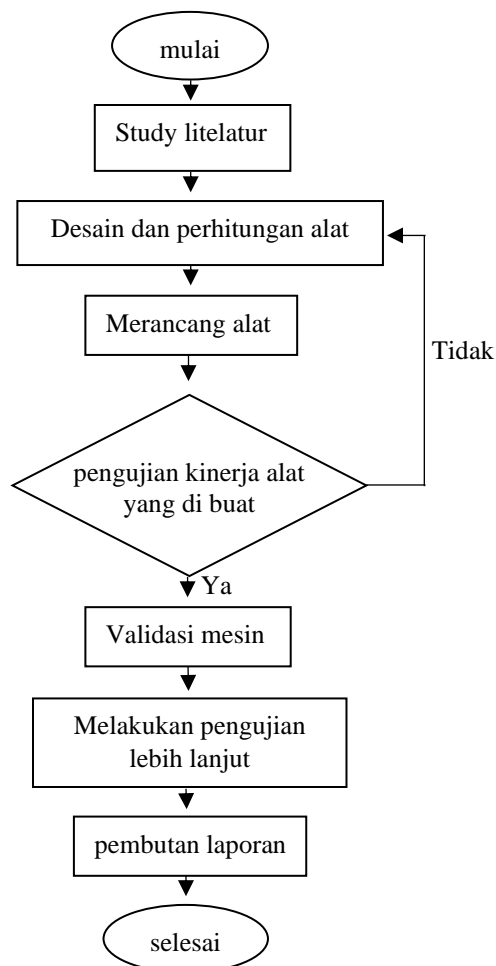 mulai
Study litelatur
Desain dan perhitungan alat
Merancang alat
Tidak
pengujian kinerja alat
yang di buat
Ya
Validasi mesin
Melakukan pengujian
lebih lanjut
pembutan laporan
selesai